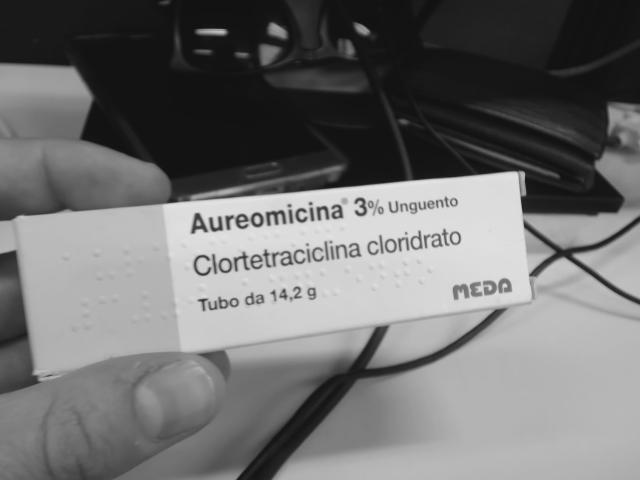 Aureomicina® 3% Unguento
Clortetraciclina cloridrato
Tubo da 14,2 g
MEDA